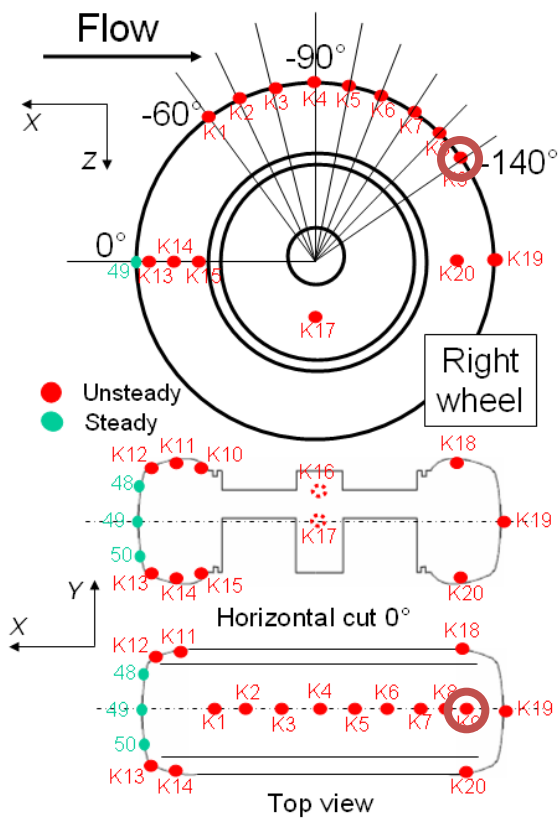 Flow
-90°
-60°
-140°
X
Z
K1
K2
K3
K4
K5
K6
K7
K8
K9
0°
K14
49
K13
K15
K20
K19
K17
Right
wheel
Unsteady
Steady
K12
K11
K10
K18
48
K16
49
K17
K19
50
K13
K14
K15
K20
Y
X
Horizontal cut 0°
K12
K11
K18
48
K2
K4
K6
K8
49
K1
K3
K5
K7
K9
K19
50
K13
K14
K20
Top view